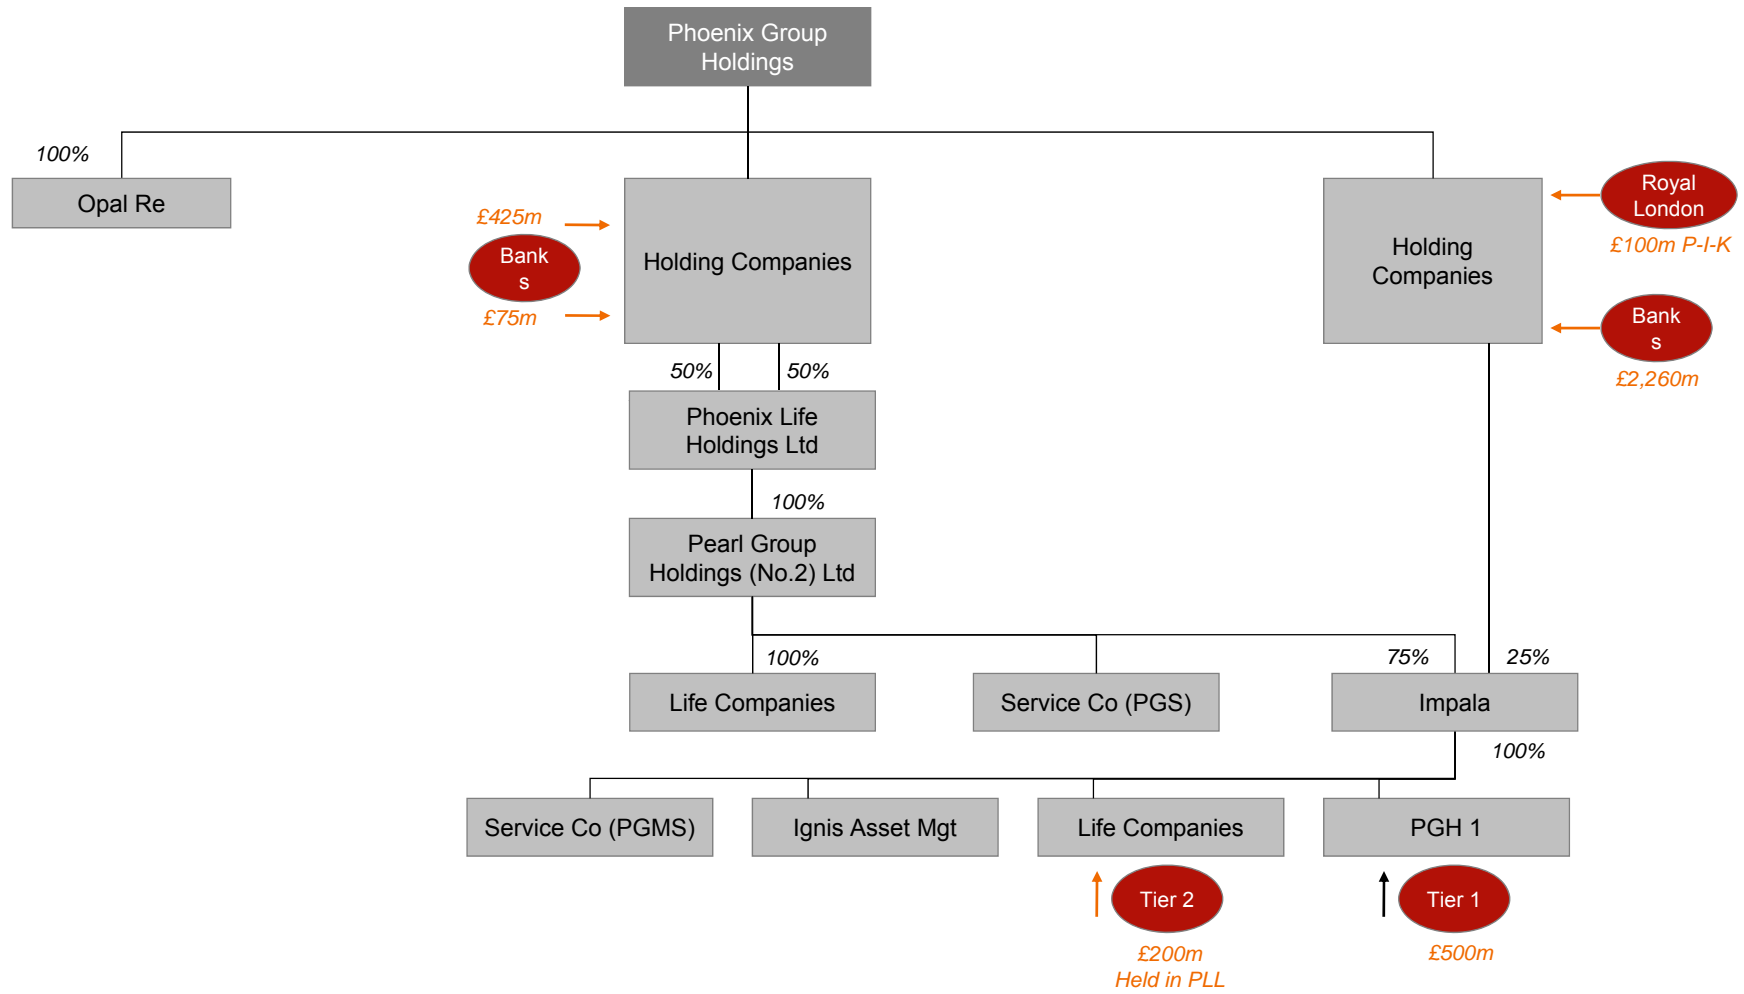 Phoenix Group
Holdings
100%
Opal Re
£425m
Bank
s
£75m
Holding Companies
Holding
Companies
Royal
London
£100m P-I-K
Bank
s
£2,260m
50%
50%
Phoenix Life
Holdings Ltd
100%
Pearl Group
Holdings (No.2) Ltd
100%
75%
25%
Life Companies
Service Co (PGS)
Impala
100%
Service Co (PGMS)
Ignis Asset Mgt
Life Companies
PGH 1
Tier 2
£200m
Held in PLL
Tier 1
£500m